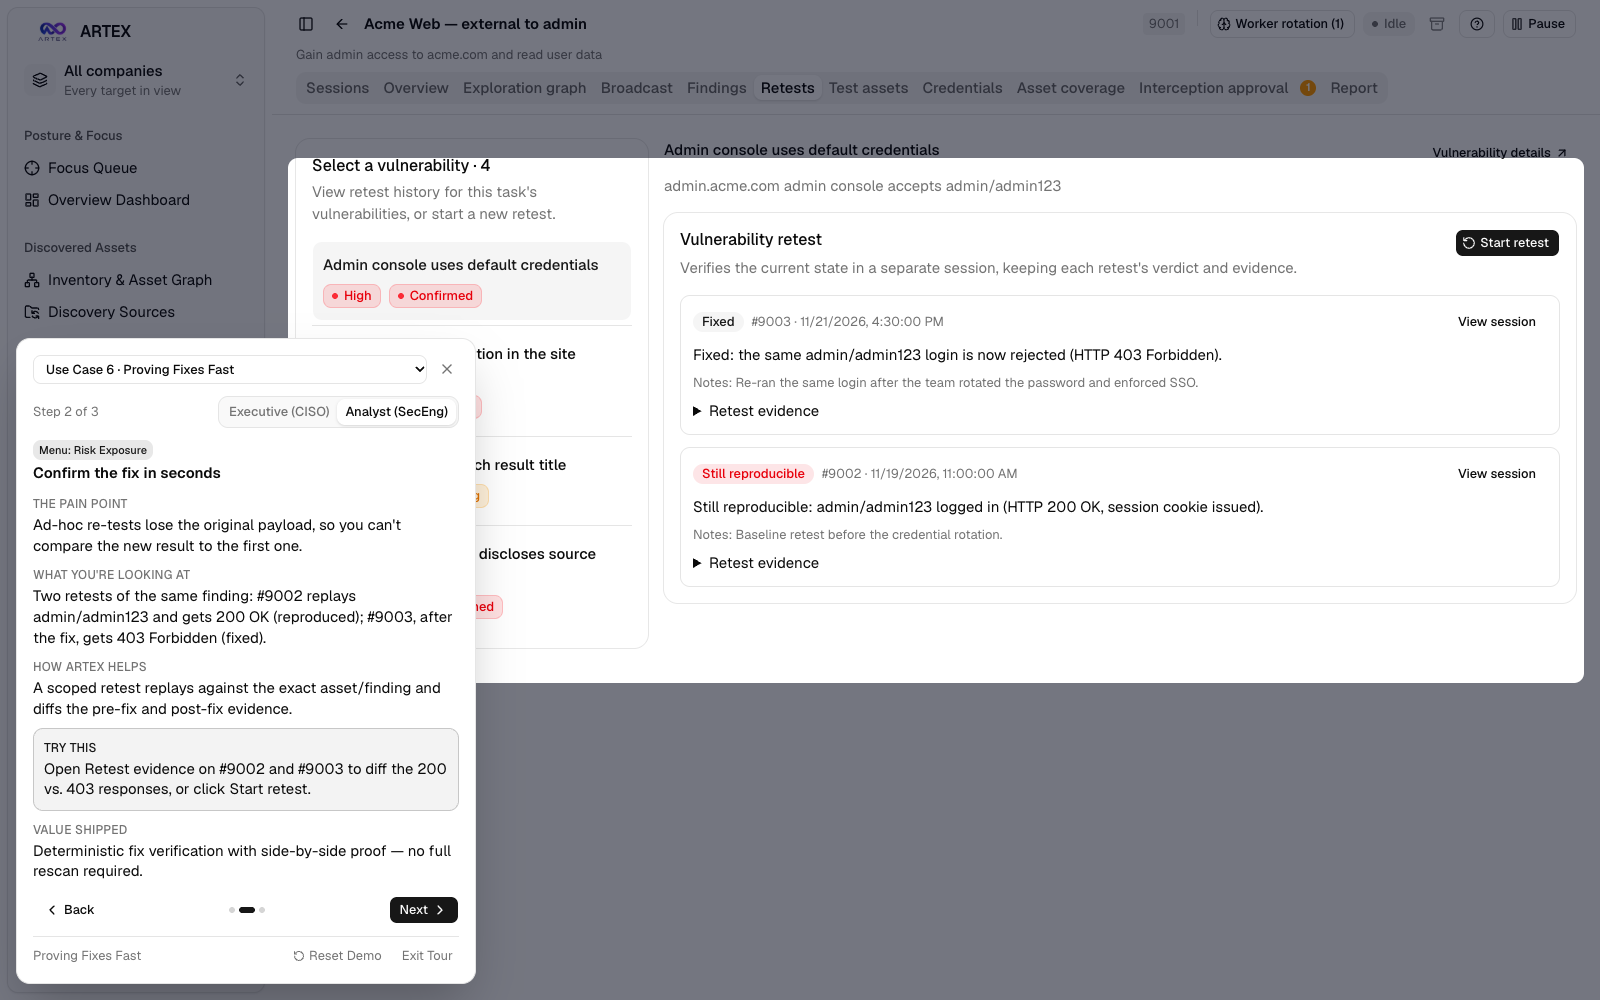 ARTEX
ARTEX
All companies
Every target in view
Posture & Focus
Focus Queue
Overview Dashboard
Discovered Assets
Inventory & Asset Graph
Discovery Sources
Acme Web — external to admin
9001
Worker rotation (1)
Idle
Pause
Gain admin access to acme.com and read user data
Sessions
Overview
Exploration graph
Broadcast
Findings
Retests
Test assets
Credentials
Asset coverage
Interception approval
1
Report
Select a vulnerability · 4
View retest history for this task's
vulnerabilities, or start a new retest.
Admin console uses default credentials
High
Confirmed
tion in the site
ch result title
g
discloses source
ned
Admin console uses default credentials
Vulnerability details
admin.acme.com admin console accepts admin/admin123
Vulnerability retest
Start retest
Verifies the current state in a separate session, keeping each retest's verdict and evidence.
Fixed
#9003 · 11/21/2026, 4:30:00 PM
View session
Fixed: the same admin/admin123 login is now rejected (HTTP 403 Forbidden).
Notes: Re-ran the same login after the team rotated the password and enforced SSO.
Retest evidence
Still reproducible
#9002 · 11/19/2026, 11:00:00 AM
View session
Still reproducible: admin/admin123 logged in (HTTP 200 OK, session cookie issued).
Notes: Baseline retest before the credential rotation.
Retest evidence
Use Case 6 · Proving Fixes Fast
Step 2 of 3
Executive (CISO)
Analyst (SecEng)
Menu: Risk Exposure
Confirm the fix in seconds
THE PAIN POINT
Ad-hoc re-tests lose the original payload, so you can't
compare the new result to the first one.
WHAT YOU'RE LOOKING AT
Two retests of the same finding: #9002 replays
admin/admin123 and gets 200 OK (reproduced); #9003, after
the fix, gets 403 Forbidden (fixed).
HOW ARTEX HELPS
A scoped retest replays against the exact asset/finding and
diffs the pre-fix and post-fix evidence.
TRY THIS
Open Retest evidence on #9002 and #9003 to diff the 200
vs. 403 responses, or click Start retest.
VALUE SHIPPED
Deterministic fix verification with side-by-side proof — no full
rescan required.
Back
Next
Proving Fixes Fast
Reset Demo
Exit Tour